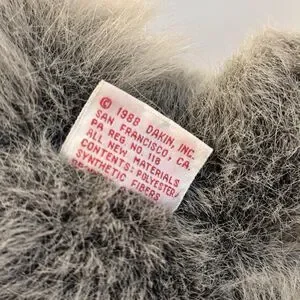 © 1988 DAKIN, INC.
SAN FRANCISCO, CA.
PA REG. NO. 118
ALL NEW MATERIALS
CONTENTS: POLYESTER/
SYNTHETIC FIBERS